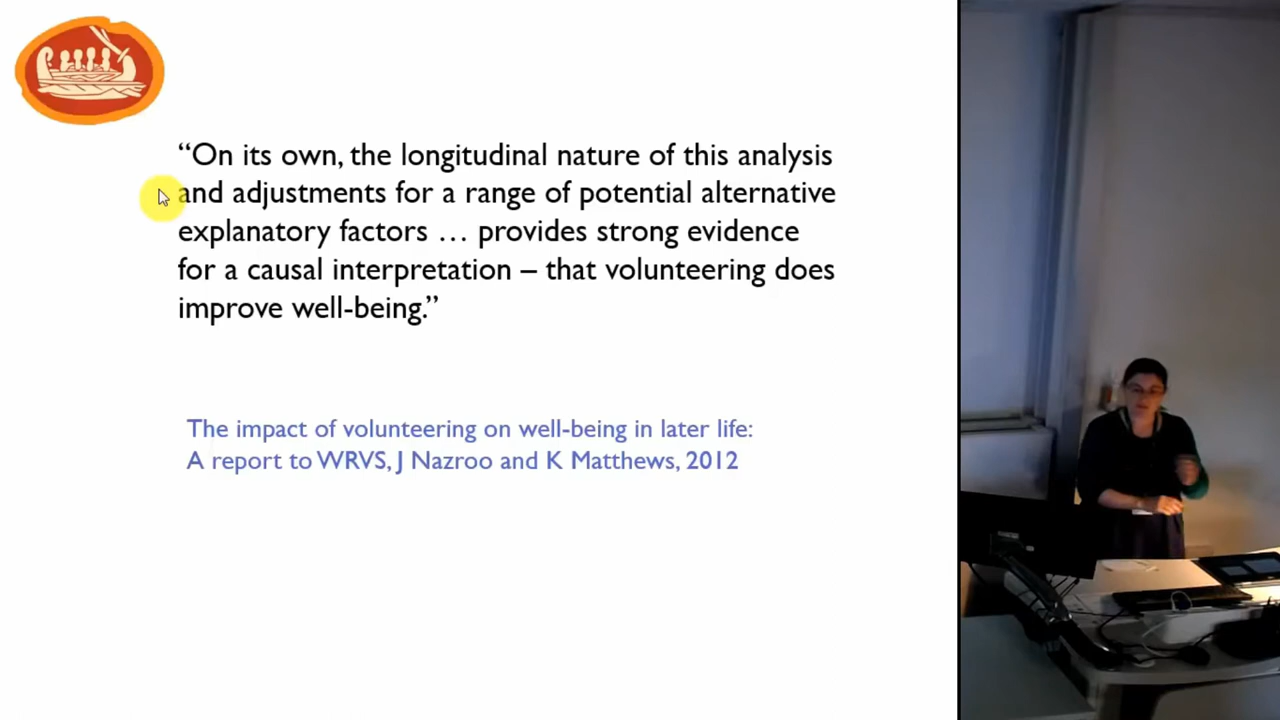 “On its own, the longitudinal nature of this analysis
and adjustments for a range of potential alternative
explanatory factors … provides strong evidence
for a causal interpretation – that volunteering does
improve well-being.”
The impact of volunteering on well-being in later life:
A report to WRVS, J Nazroo and K Matthews, 2012